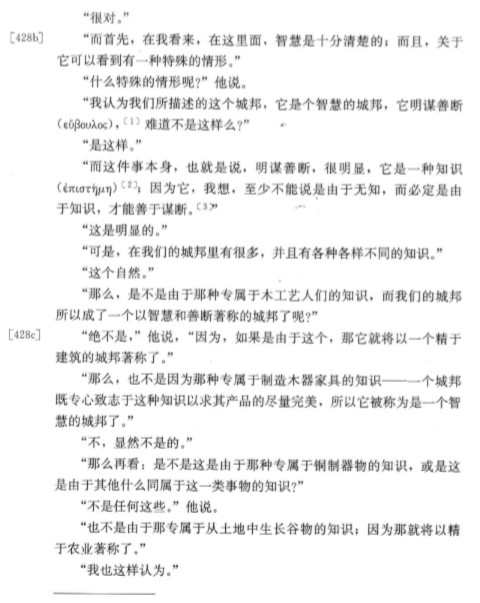 “很对。”
[428b] “而首先，在我看来，在这里面，智慧是十分清楚的；而且，关于
它可以看到有一种特殊的情形。”
“什么特殊的情形呢？”他说。
“我认为我们所描述的这个城邦，它是个智慧的城邦，它明谋善断
（εὔβουλος），〔1〕难道不是这样么？”
“是这样。”
“而这件事本身，也就是说，明谋善断，很明显，它是一种知识
（ἐπιστήμη）〔2〕；因为它，我想，至少不能说是由于无知，而必定是由
于知识，才能善于谋断。〔3〕”
“这是明显的。”
“可是，在我们的城邦里有很多，并且有各种各样不同的知识。”
“这个自然。”
“那么，是不是由于那种专属于木工艺人们的知识，而我们的城邦
所以成了一个以智慧和善断著称的城邦了呢？”
[428c] “绝不是，”他说，“因为，如果是由于这个，那它就将以一个精于
建筑的城邦著称了。”
“那么，也不是因为那种专属于制造木器家具的知识——一个城邦
既专心致志于这种知识以求其产品的尽量完美，所以它被称为是一个智
慧的城邦了。”
“不，显然不是的。”
“那么再看：是不是这是由于那种专属于铜制器物的知识，或是这
是由于其他什么同属于这一类事物的知识？”
“不是任何这些。”他说。
“也不是由于那专属于从土地中生长谷物的知识；因为那就将以精
于农业著称了。”
“我也这样认为。”